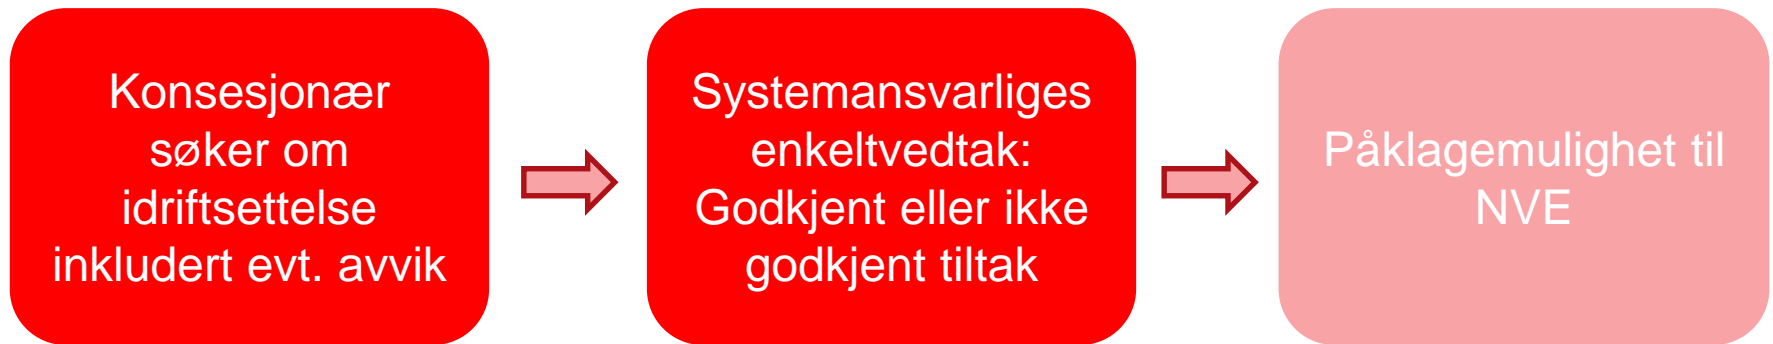 Konsesjonær
søker om
idriftsettelse
inkludert evt. avvik
Systemansvarliges
enkeltvedtak:
Godkjent eller ikke
godkjent tiltak
Påklagemulighet til
NVE